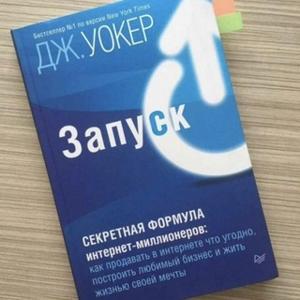 Бестселлер №1 по версии New York Times
ДЖ. УОКЕР
Запуск
СЕКРЕТНАЯ ФОРМУЛА
интернет-миллионеров:
как продавать в интернете что угодно,
построить любимый бизнес и жить
жизнью своей мечты
ПИТЕР